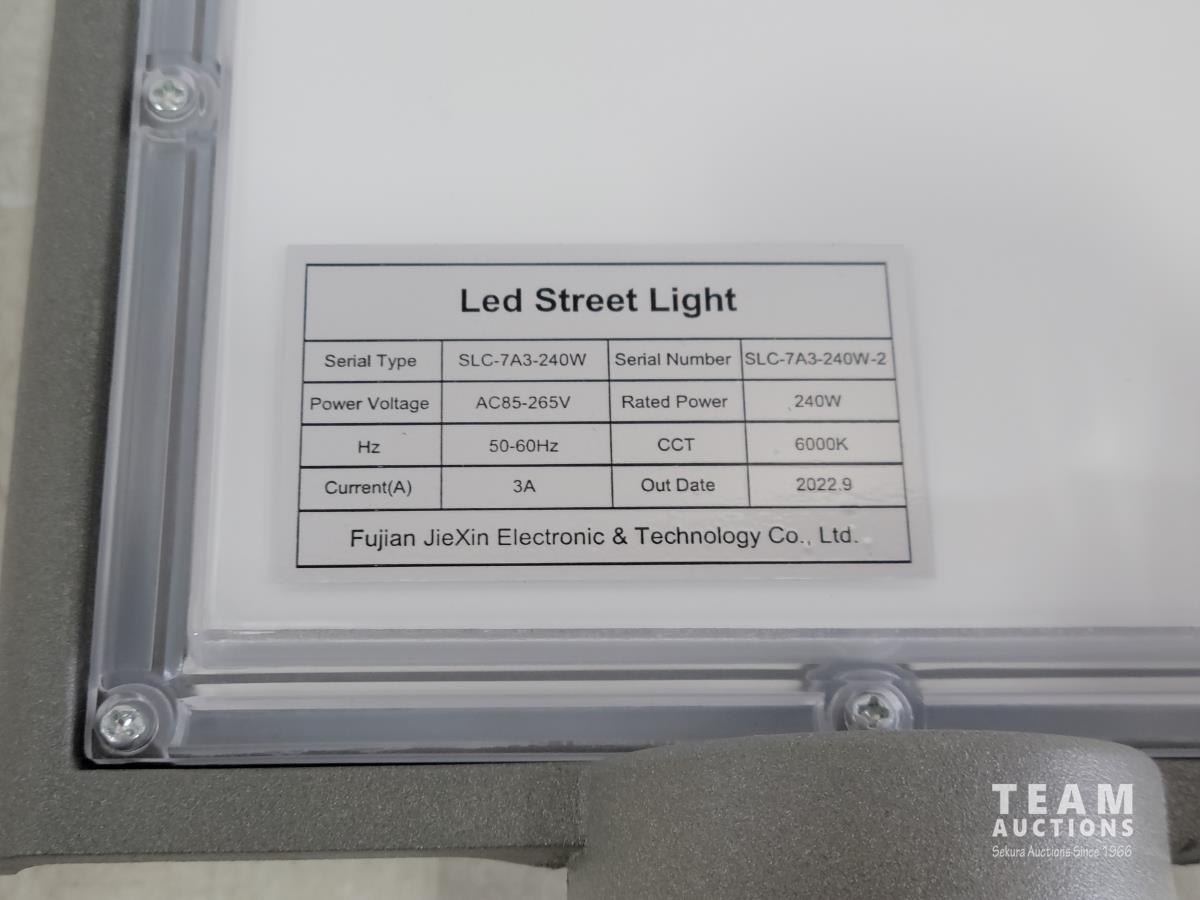 Led Street Light
Serial Type SLC-7A3-240W Serial Number SLC-7A3-240W-2
Power Voltage AC85-265V Rated Power 240W
Hz 50-60Hz CCT 6000K
Current(A) 3A Out Date 2022.9
Fujian JieXin Electronic & Technology Co., Ltd.
TEAM
AUCTIONS
Sekura Auctions Since 1966